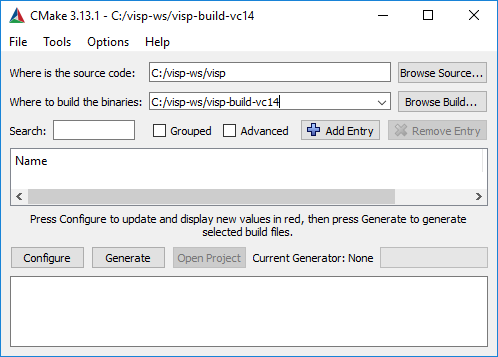 CMake 3.13.1 - C:/visp-ws/visp-build-vc14
File Tools Options Help
Where is the source code: C:/visp-ws/visp Browse Source...
Where to build the binaries: C:/visp-ws/visp-build-vc14 Browse Build...
Search: Grouped Advanced Add Entry Remove Entry
Name
Press Configure to update and display new values in red, then press Generate to generate
selected build files.
Configure Generate Open Project Current Generator: None